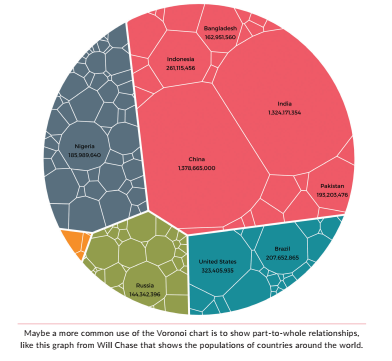 Bangladesh
162,951,560
Indonesia
261,115,456
India
1,324,171,354
Nigeria
185,989,640
China
1,378,665,000
Pakistan
193,203,476
United States
323,405,935
Brazil
207,652,865
Russia
144,342,396
Maybe a more common use of the Voronoi chart is to show part-to-whole relationships,
like this graph from Will Chase that shows the populations of countries around the world.